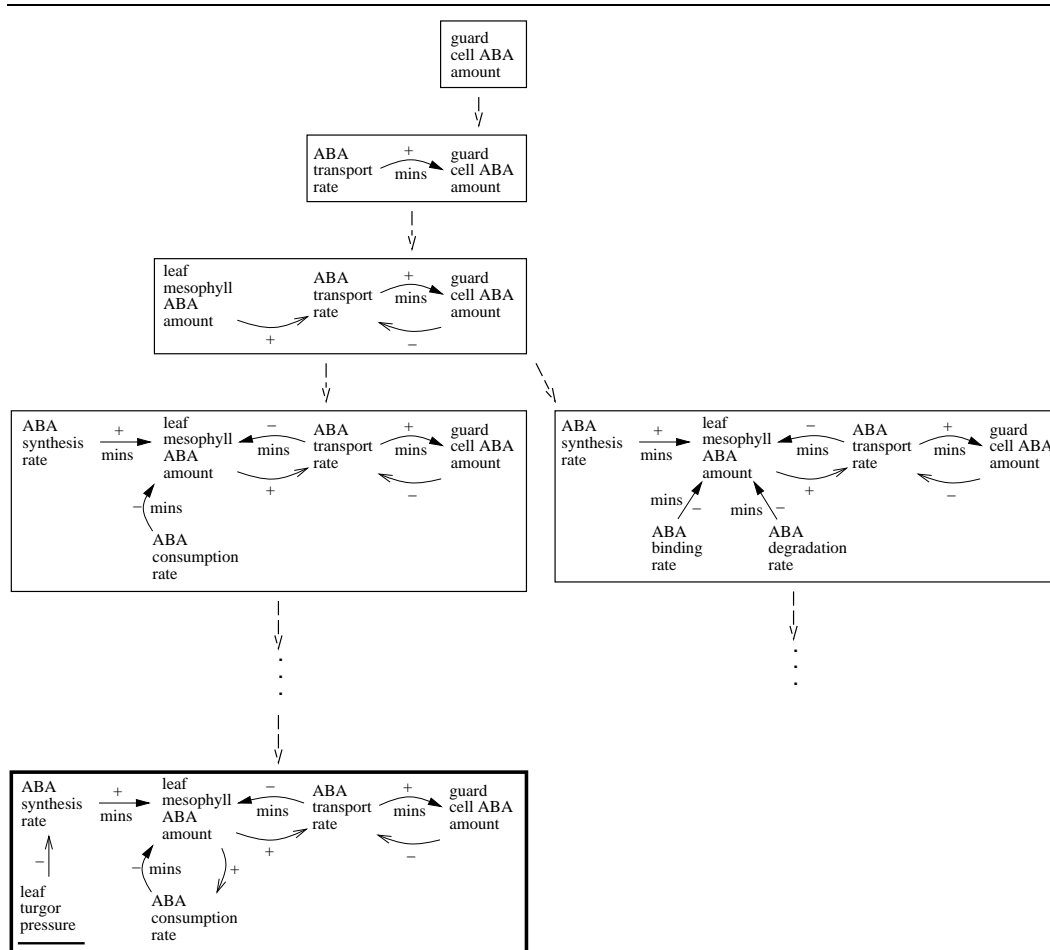 guard
cell ABA
amount
ABA
transport
rate
+
mins
guard
cell ABA
amount
leaf
mesophyll
ABA
amount
+
ABA
transport
rate
+
mins
−
guard
cell ABA
amount
ABA
synthesis
rate
+
mins
leaf
mesophyll
ABA
amount
−
mins
+
ABA
transport
rate
+
mins
−
guard
cell ABA
amount
− mins
ABA
consumption
rate
ABA
synthesis
rate
+
mins
leaf
mesophyll
ABA
amount
−
mins
+
ABA
transport
rate
+
mins
−
guard
cell ABA
amount
mins −
mins −
ABA
binding
rate
ABA
degradation
rate
.
.
.
.
.
.
ABA
synthesis
rate
+
mins
leaf
mesophyll
ABA
amount
−
mins
+
ABA
transport
rate
+
mins
−
guard
cell ABA
amount
−
− mins
+
leaf
turgor
pressure
ABA
consumption
rate